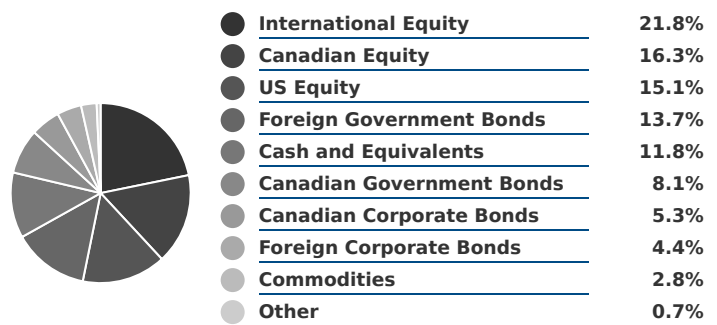 International Equity 21.8%
Canadian Equity 16.3%
US Equity 15.1%
Foreign Government Bonds 13.7%
Cash and Equivalents 11.8%
Canadian Government Bonds 8.1%
Canadian Corporate Bonds 5.3%
Foreign Corporate Bonds 4.4%
Commodities 2.8%
Other 0.7%